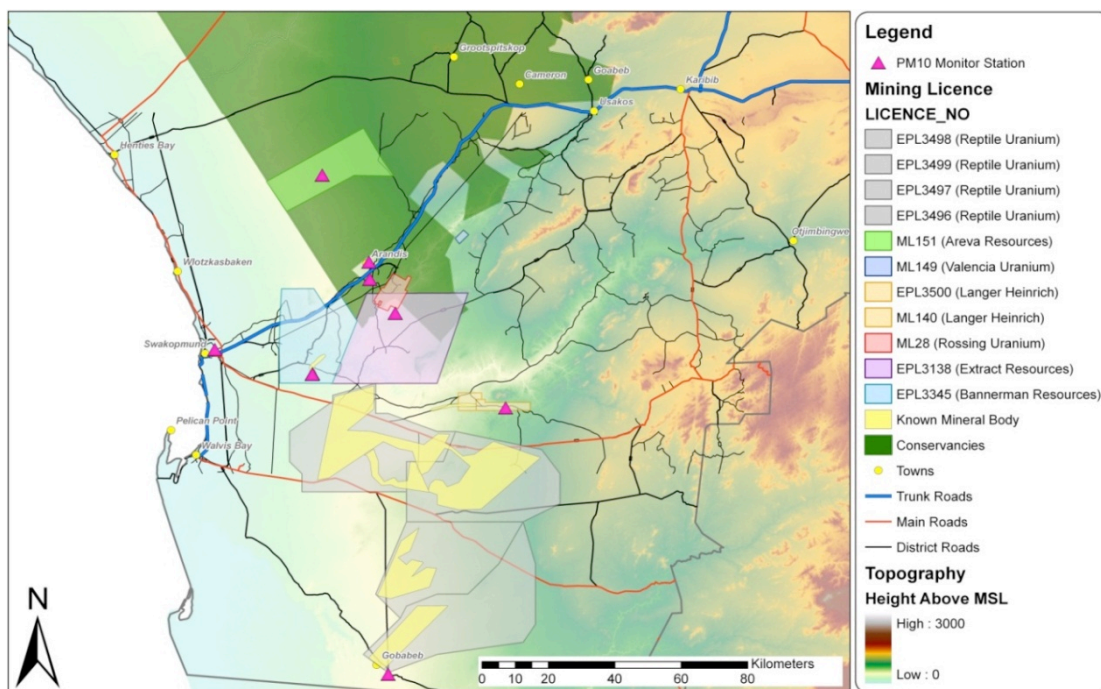 Grootspitskop
Cameron
Goabeb
Karibib
Usakos
Henties Bay
Otjimbingwe
Arandis
Wlotzkasbaken
Swakopmund
Pelican Point
Walvis Bay
Gobabeb
N
Kilometers
0 10 20 40 60 80
Legend
PM10 Monitor Station
Mining Licence
LICENCE_NO
EPL3498 (Reptile Uranium)
EPL3499 (Reptile Uranium)
EPL3497 (Reptile Uranium)
EPL3496 (Reptile Uranium)
ML151 (Areva Resources)
ML149 (Valencia Uranium)
EPL3500 (Langer Heinrich)
ML140 (Langer Heinrich)
ML28 (Rossing Uranium)
EPL3138 (Extract Resources)
EPL3345 (Bannerman Resources)
Known Mineral Body
Conservancies
Towns
Trunk Roads
Main Roads
District Roads
Topography
Height Above MSL
High : 3000
Low : 0